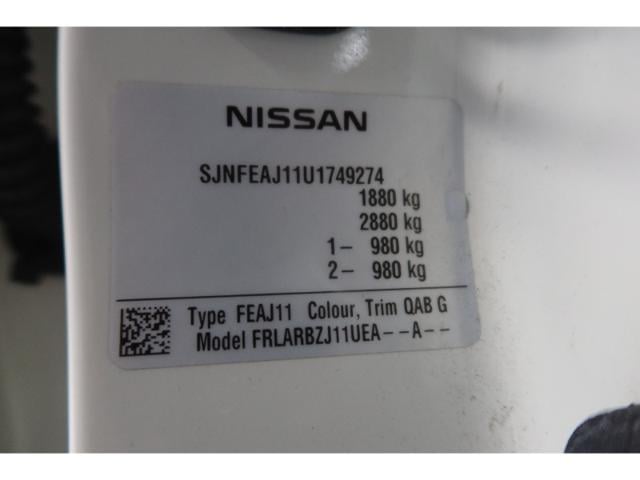 NISSAN
SJNFEAJ11U1749274
1880 kg
2880 kg
1– 980 kg
2– 980 kg
Type FEAJ11 Colour, Trim QAB G
Model FRLARBZJ11UEA--A--